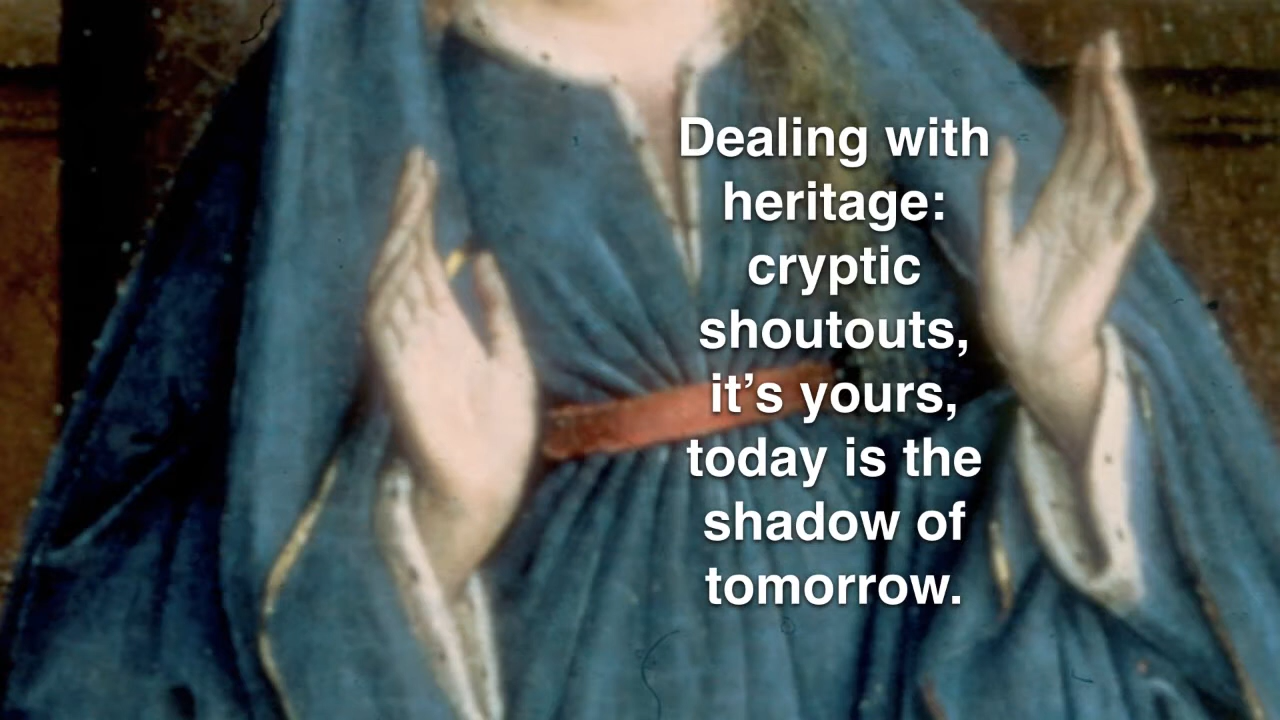 Dealing with
heritage:
cryptic
shoutouts,
it’s yours,
today is the
shadow of
tomorrow.